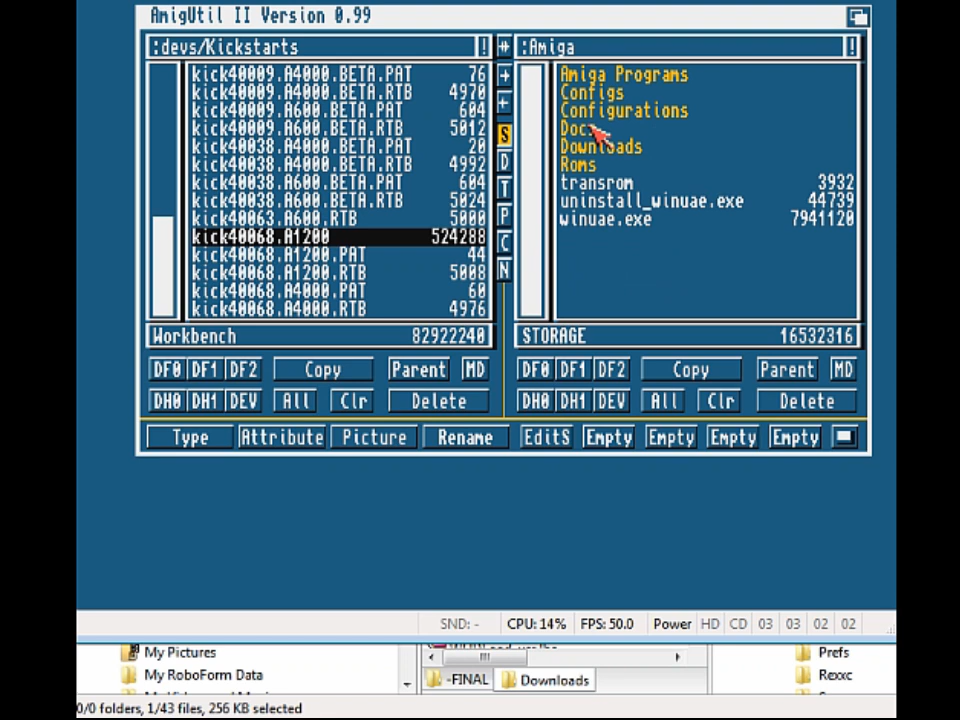 AmigUtil II Version 0.99
:devs/Kickstarts ! :Amiga !
kick40009.A4000.BETA.PAT 76
kick40009.A4000.BETA.RTB 4970
kick40009.A600.BETA.PAT 604
kick40009.A600.BETA.RTB 5012
kick40038.A4000.BETA.PAT 20
kick40038.A4000.BETA.RTB 4992
kick40038.A600.BETA.PAT 604
kick40038.A600.BETA.RTB 5024
kick40063.A600.RTB 5000
kick40068.A1200 524288
kick40068.A1200.PAT 44
kick40068.A1200.RTB 5008
kick40068.A4000.PAT 60
kick40068.A4000.RTB 4976
S
D
T
P
C
N
Amiga Programs
Configs
Configurations
Doc
Downloads
Roms
transrom 3932
uninstall_winuae.exe 44739
winuae.exe 7941120
Workbench 82922240 STORAGE 16532316
DF0 DF1 DF2 Copy Parent MD DF0 DF1 DF2 Copy Parent MD
DH0 DH1 DEV All Clr Delete DH0 DH1 DEV All Clr Delete
Type Attribute Picture Rename EditS Empty Empty Empty Empty
SND: - CPU: 14% FPS: 50.0 Power HD CD 03 03 02 02
My Pictures Prefs
My RoboForm Data -FINAL Downloads Rexxc
0/0 folders, 1/43 files, 256 KB selected